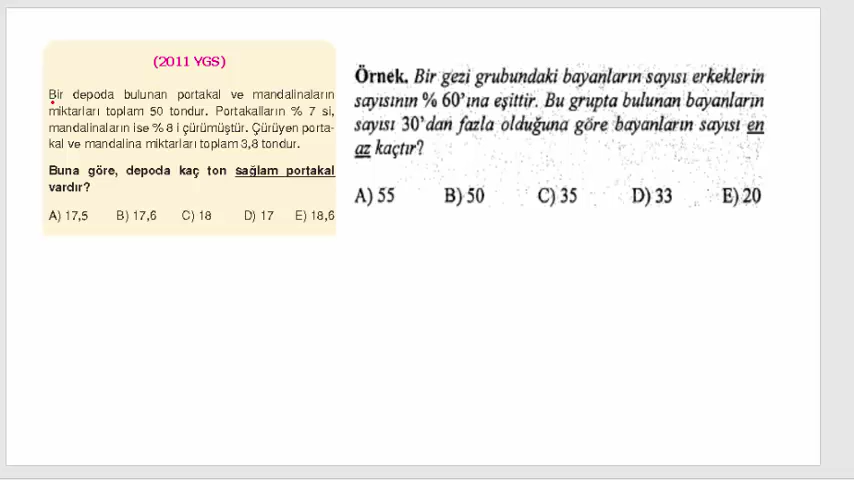 (2011 YGS)
Bir depoda bulunan portakal ve mandalinaların
miktarları toplam 50 tondur. Portakalların % 7 si,
mandalinaların ise % 8 i çürümüştür. Çürüyen porta-
kal ve mandalina miktarları toplam 3,8 tondur.
Buna göre, depoda kaç ton sağlam portakal
vardır?
A) 17,5 B) 17,6 C) 18 D) 17 E) 18,6
Örnek. Bir gezi grubundaki bayanların sayısı erkeklerin
sayısının % 60'ına eşittir. Bu grupta bulunan bayanların
sayısı 30'dan fazla olduğuna göre bayanların sayısı en
az kaçtır?
A) 55 B) 50 C) 35 D) 33 E) 20